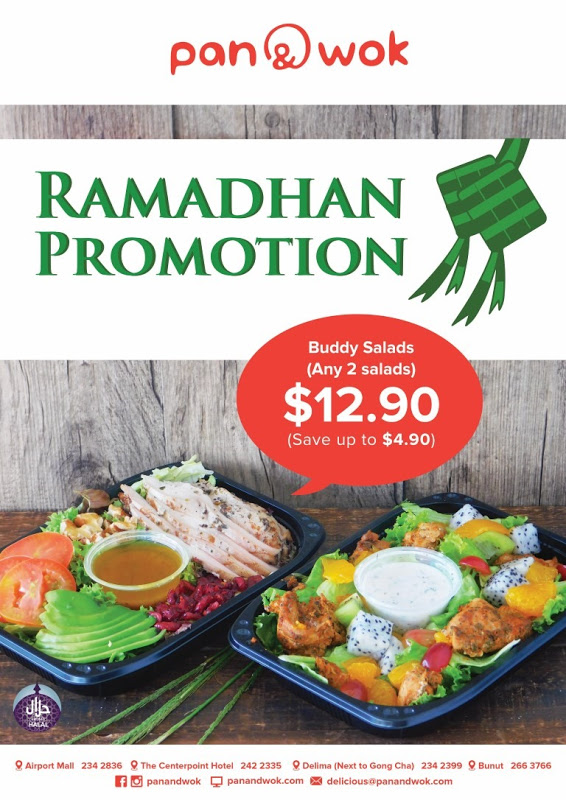 pan & wok
RAMADHAN
PROMOTION
Buddy Salads
(Any 2 salads)
$12.90
(Save up to $4.90)
حلال
HALAL
Airport Mall 234 2836 The Centerpoint Hotel 242 2335 Delima (Next to Gong Cha) 234 2399 Bunut 266 3766
panandwok panandwok.com delicious@panandwok.com